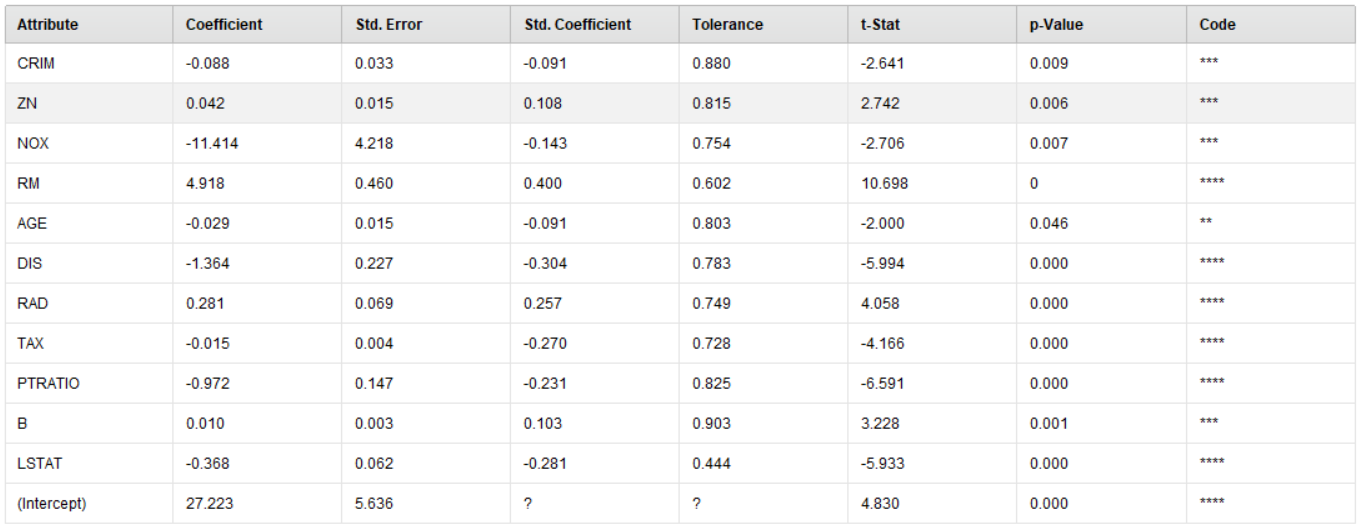 Attribute Coefficient Std. Error Std. Coefficient Tolerance t-Stat p-Value Code
CRIM -0.088 0.033 -0.091 0.880 -2.641 0.009 ***
ZN 0.042 0.015 0.108 0.815 2.742 0.006 ***
NOX -11.414 4.218 -0.143 0.754 -2.706 0.007 ***
RM 4.918 0.460 0.400 0.602 10.698 0 ****
AGE -0.029 0.015 -0.091 0.803 -2.000 0.046 **
DIS -1.364 0.227 -0.304 0.783 -5.994 0.000 ****
RAD 0.281 0.069 0.257 0.749 4.058 0.000 ****
TAX -0.015 0.004 -0.270 0.728 -4.166 0.000 ****
PTRATIO -0.972 0.147 -0.231 0.825 -6.591 0.000 ****
B 0.010 0.003 0.103 0.903 3.228 0.001 ***
LSTAT -0.368 0.062 -0.281 0.444 -5.933 0.000 ****
(Intercept) 27.223 5.636 ? ? 4.830 0.000 ****